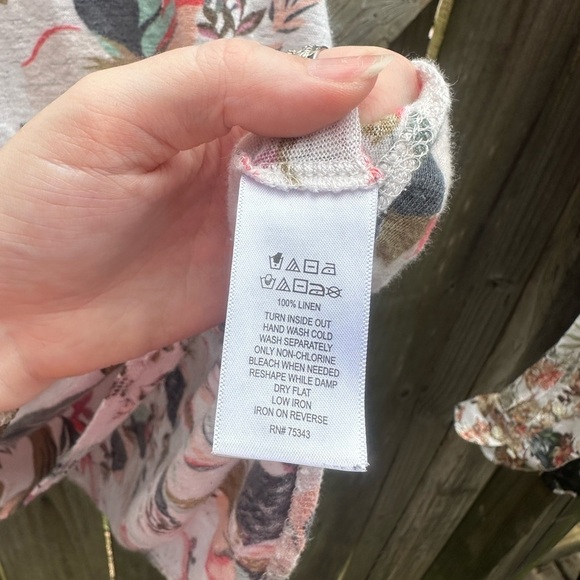 100% LINEN
TURN INSIDE OUT
HAND WASH COLD
WASH SEPARATELY
ONLY NON-CHLORINE
BLEACH WHEN NEEDED
RESHAPE WHILE DAMP
DRY FLAT
LOW IRON
IRON ON REVERSE
RN# 75343